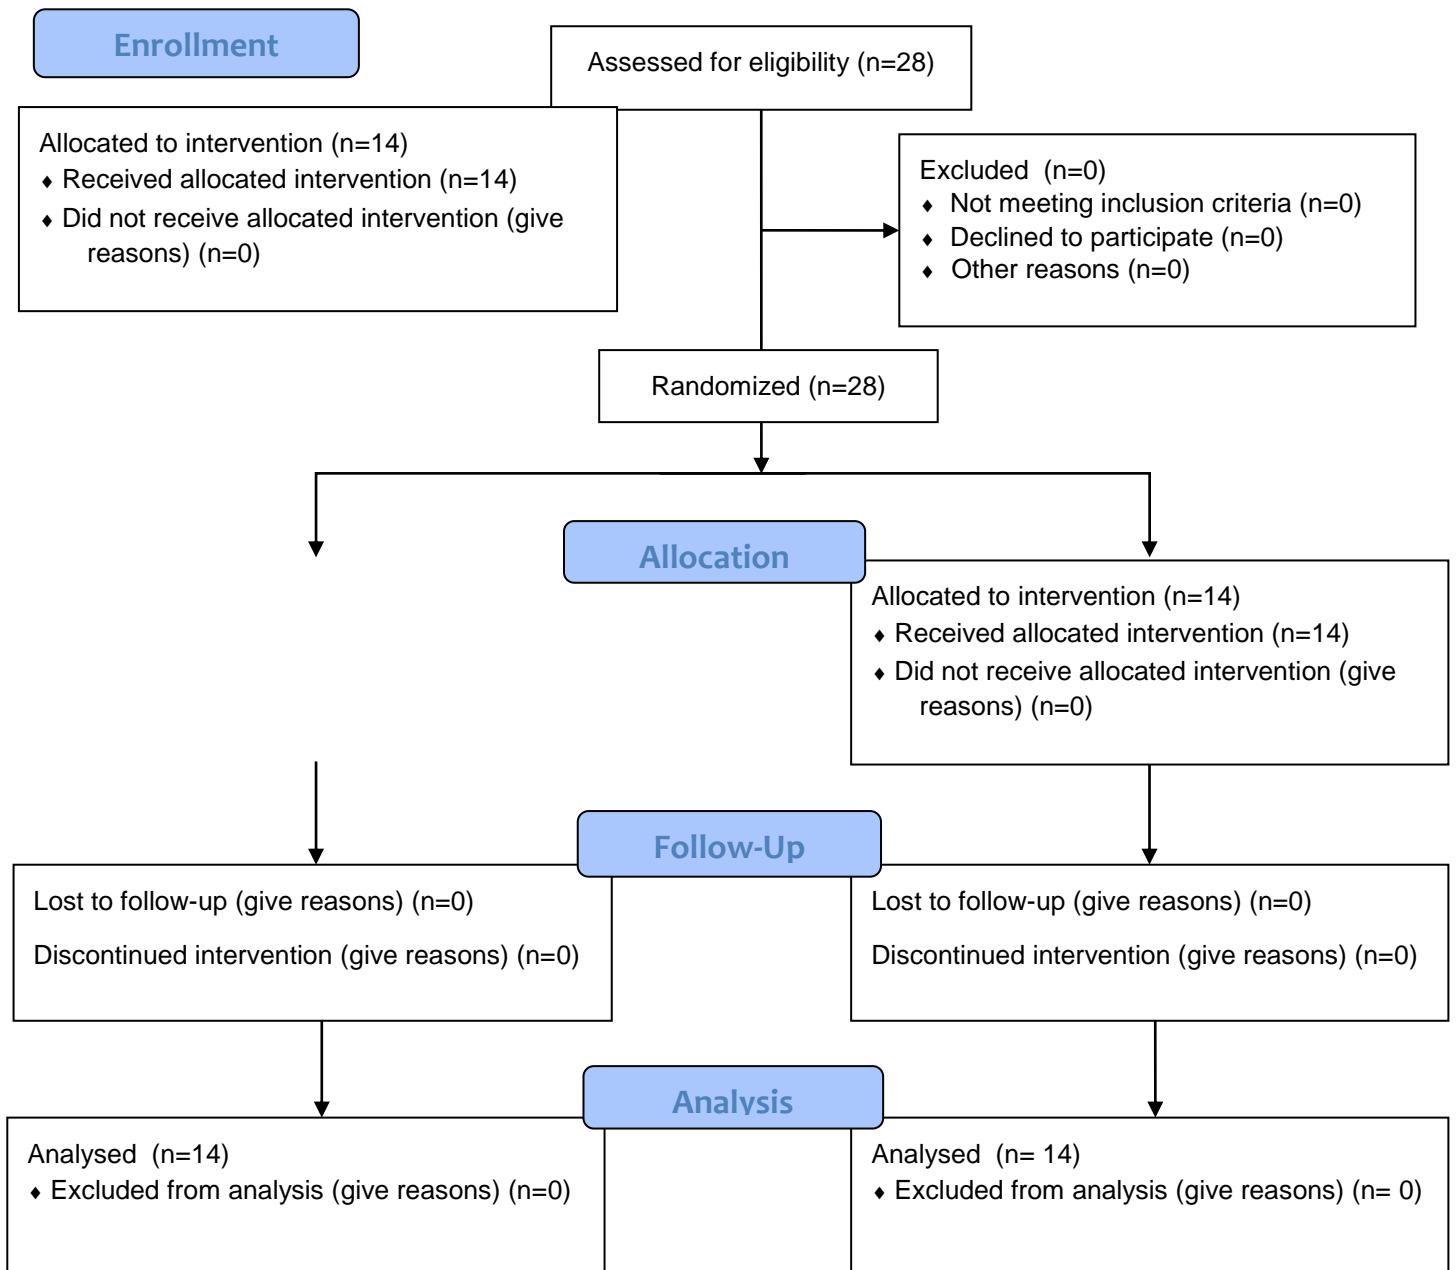 Enrollment
Assessed for eligibility (n=28)
Allocated to intervention (n=14)
♦ Received allocated intervention (n=14)
♦ Did not receive allocated intervention (give
reasons) (n=0)
Excluded (n=0)
♦ Not meeting inclusion criteria (n=0)
♦ Declined to participate (n=0)
♦ Other reasons (n=0)
Randomized (n=28)
Allocation
Allocated to intervention (n=14)
♦ Received allocated intervention (n=14)
♦ Did not receive allocated intervention (give
reasons) (n=0)
Follow-Up
Lost to follow-up (give reasons) (n=0)
Discontinued intervention (give reasons) (n=0)
Lost to follow-up (give reasons) (n=0)
Discontinued intervention (give reasons) (n=0)
Analysis
Analysed (n=14)
♦ Excluded from analysis (give reasons) (n=0)
Analysed (n= 14)
♦ Excluded from analysis (give reasons) (n= 0)